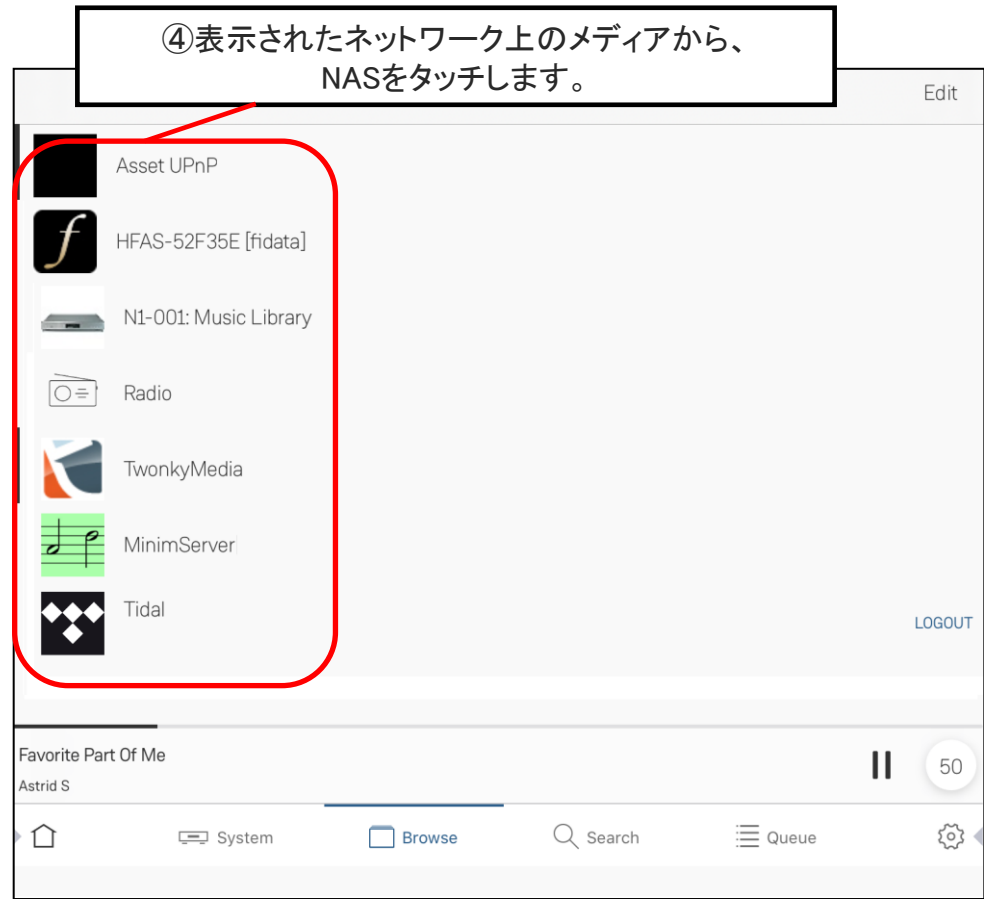 ④表示されたネットワーク上のメディアから、
NASをタッチします。
Edit
Asset UPnP
HFAS-52F35E [fidata]
N1-001: Music Library
Radio
TwonkyMedia
MinimServer
Tidal
LOGOUT
Favorite Part Of Me
Astrid S
50
System
Browse
Search
Queue